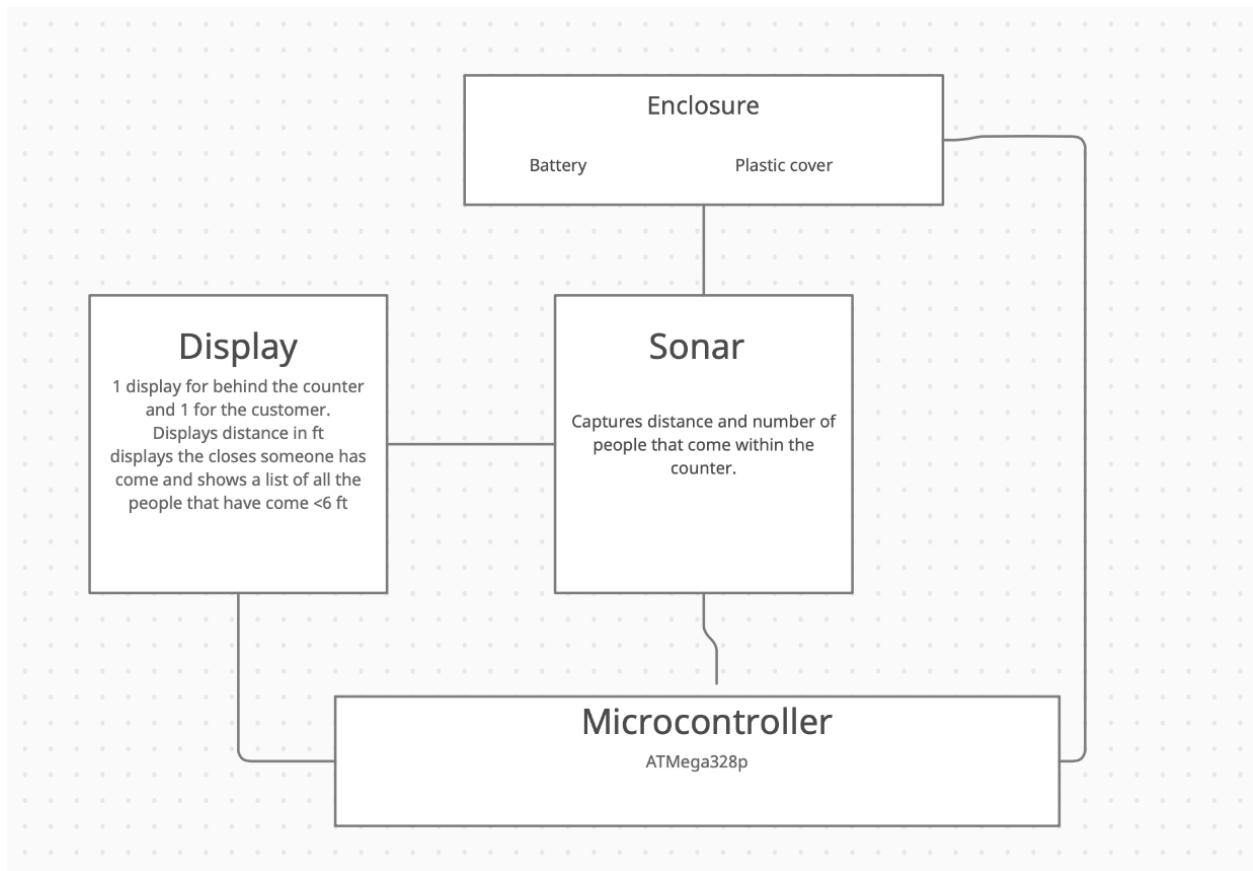 Enclosure
Battery
Plastic cover
Display
1 display for behind the counter
and 1 for the customer.
Displays distance in ft
displays the closes someone has
come and shows a list of all the
people that have come <6 ft
Sonar
Captures distance and number of
people that come within the
counter.
Microcontroller
ATMega328p